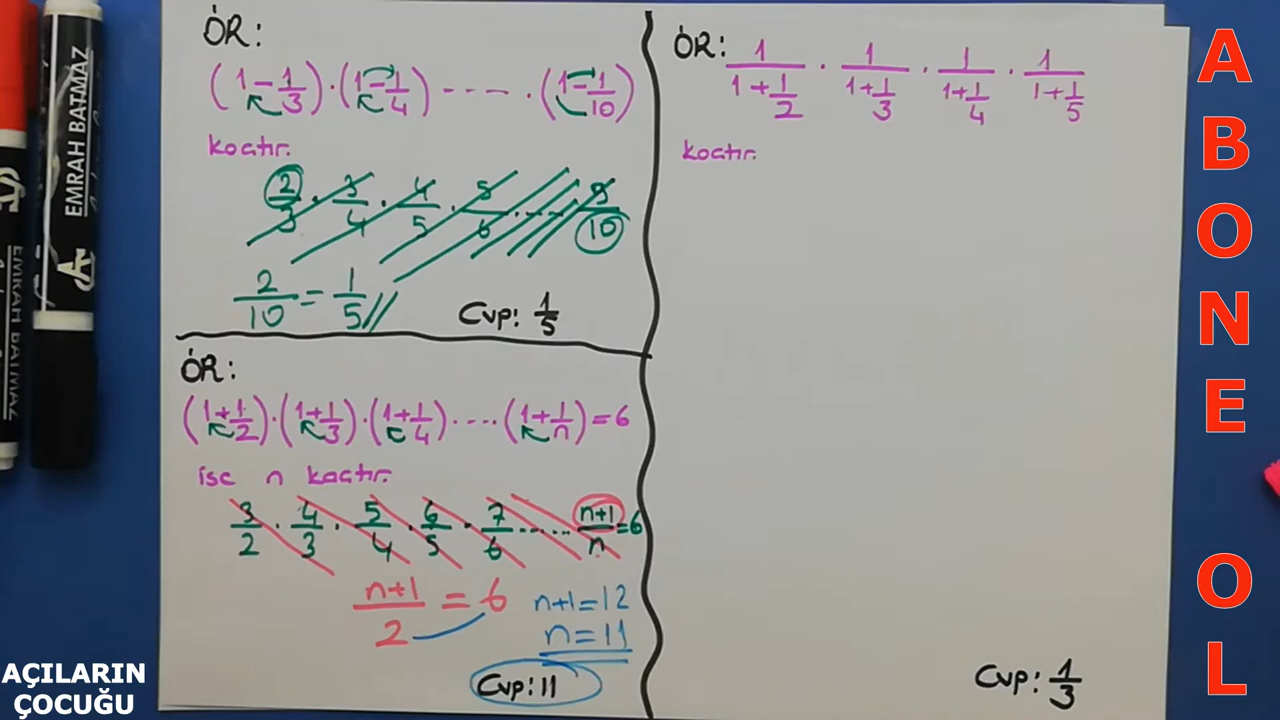 ÖR:
(1-1/3)·(1-1/4)-----·(1-1/10)
kaçtır.
2/3·3/4·4/5·5/6·.....9/10
2/10=1/5//
Cvp: 1/5
ÖR:
(1+1/2)·(1+1/3)·(1+1/4)·....(1+1/n)=6
ise n kaçtır.
3/2·4/3·5/4·6/5·7/6......n+1/n=6
n+1/2=6
n+1=12
n=11
Cvp:11
ÖR: 1/1+1/2·1/1+1/3·1/1+1/4·1/1+1/5
kaçtır.
Cvp: 1/3
ABONE OL
EMRAH BATMAZ
EMRAH BATMAZ
AÇILARIN
ÇOCUĞU